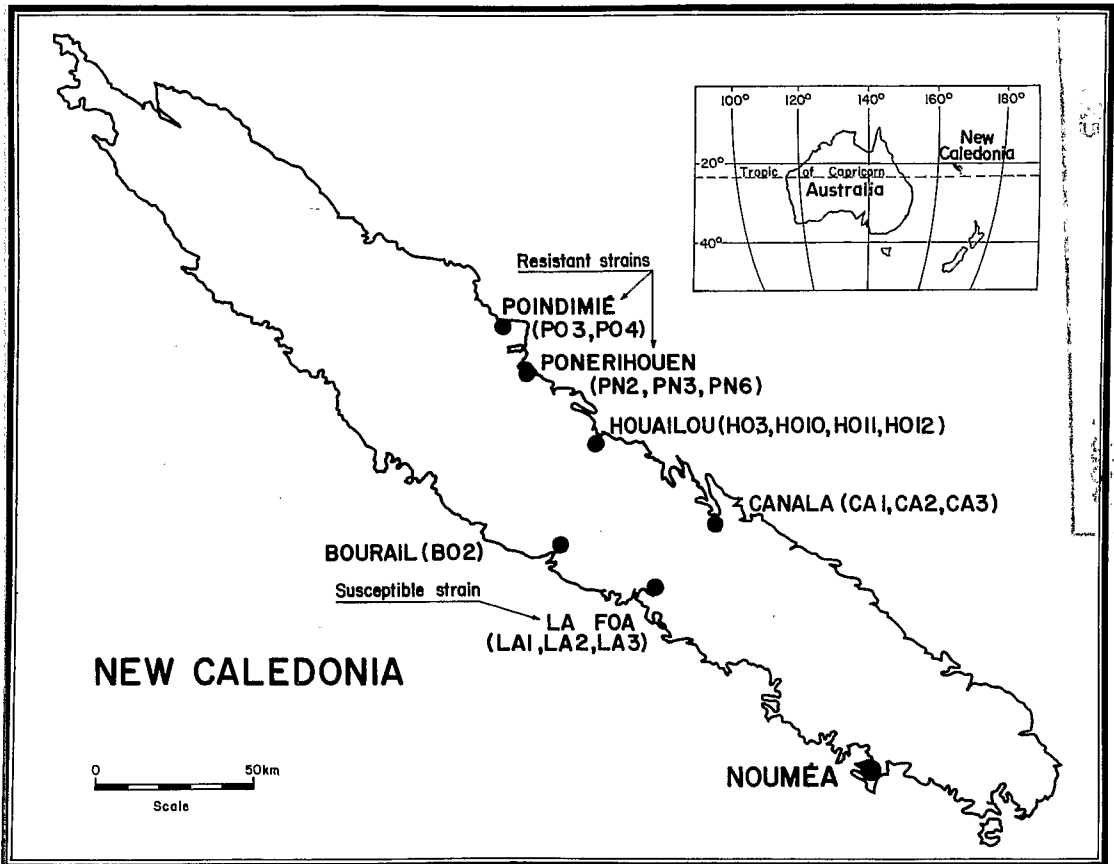 100° 120° 140° 160° 180°
New
Caledonia
-20°
Tropic of Capricorn
Australia
-40°
Resistant strains
POINDIMIÉ
(PO3,PO4)
PONERIHOUEN
(PN2, PN3, PN6)
HOUAILOU (HO3, HO10, HO11, HO12)
CANALA (CA1, CA2, CA3)
BOURAIL (BO2)
Susceptible strain
LA FOA
(LA1, LA2, LA3)
NEW CALEDONIA
0 50km
Scale
NOUMÉA